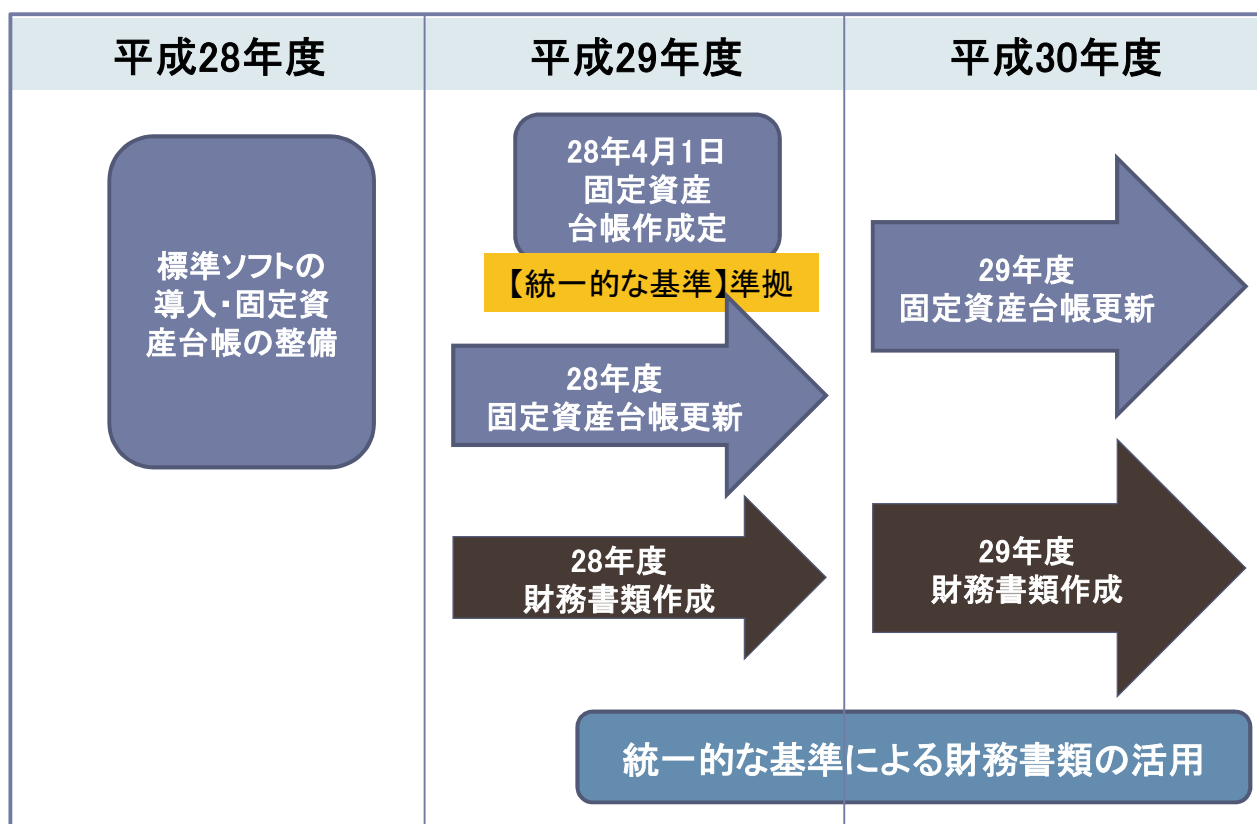 平成28年度
平成29年度
平成30年度
標準ソフトの
導入・固定資
産台帳の整備
28年4月1日
固定資産
台帳作成定
【統一的な基準】準拠
28年度
固定資産台帳更新
28年度
財務書類作成
29年度
固定資産台帳更新
29年度
財務書類作成
統一的な基準による財務書類の活用